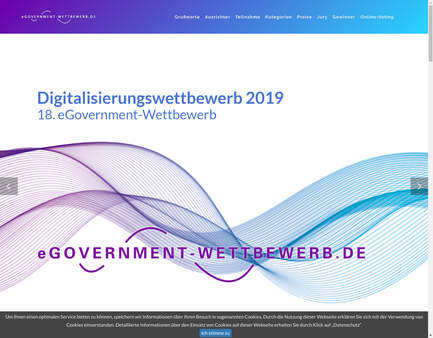 eGOVERNMENT-WETTBEWERB.DE
Grußworte Ausrichter Teilnahme Kategorien Preise Jury Gewinner Online-Voting
Digitalisierungswettbewerb 2019
18. eGovernment-Wettbewerb
eGOVERNMENT-WETTBEWERB.DE
Um Ihnen einen optimalen Service bieten zu können, speichern wir Informationen über Ihren Besuch in sogenannten Cookies. Durch die Nutzung dieser Webseite erklären Sie sich mit der Verwendung von
Cookies einverstanden. Detaillierte Informationen über den Einsatz von Cookies auf dieser Webseite erhalten Sie durch Klick auf „Datenschutz"
Ich stimme zu